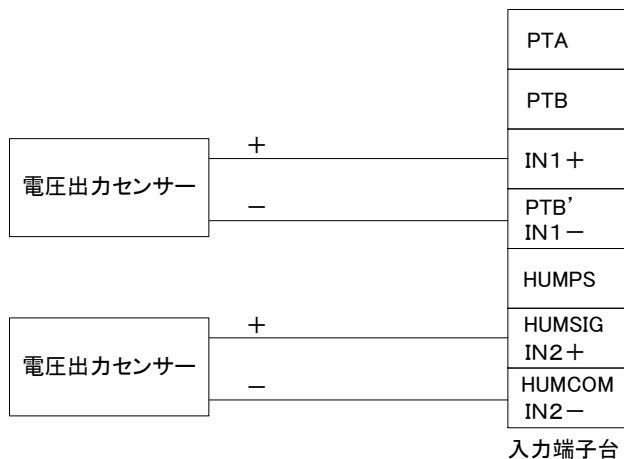 PTA
PTB
+
IN1+
電圧出力センサー
−
PTB’
IN1−
HUMPS
+
HUMSIG
IN2+
電圧出力センサー
−
HUMCOM
IN2−
入力端子台